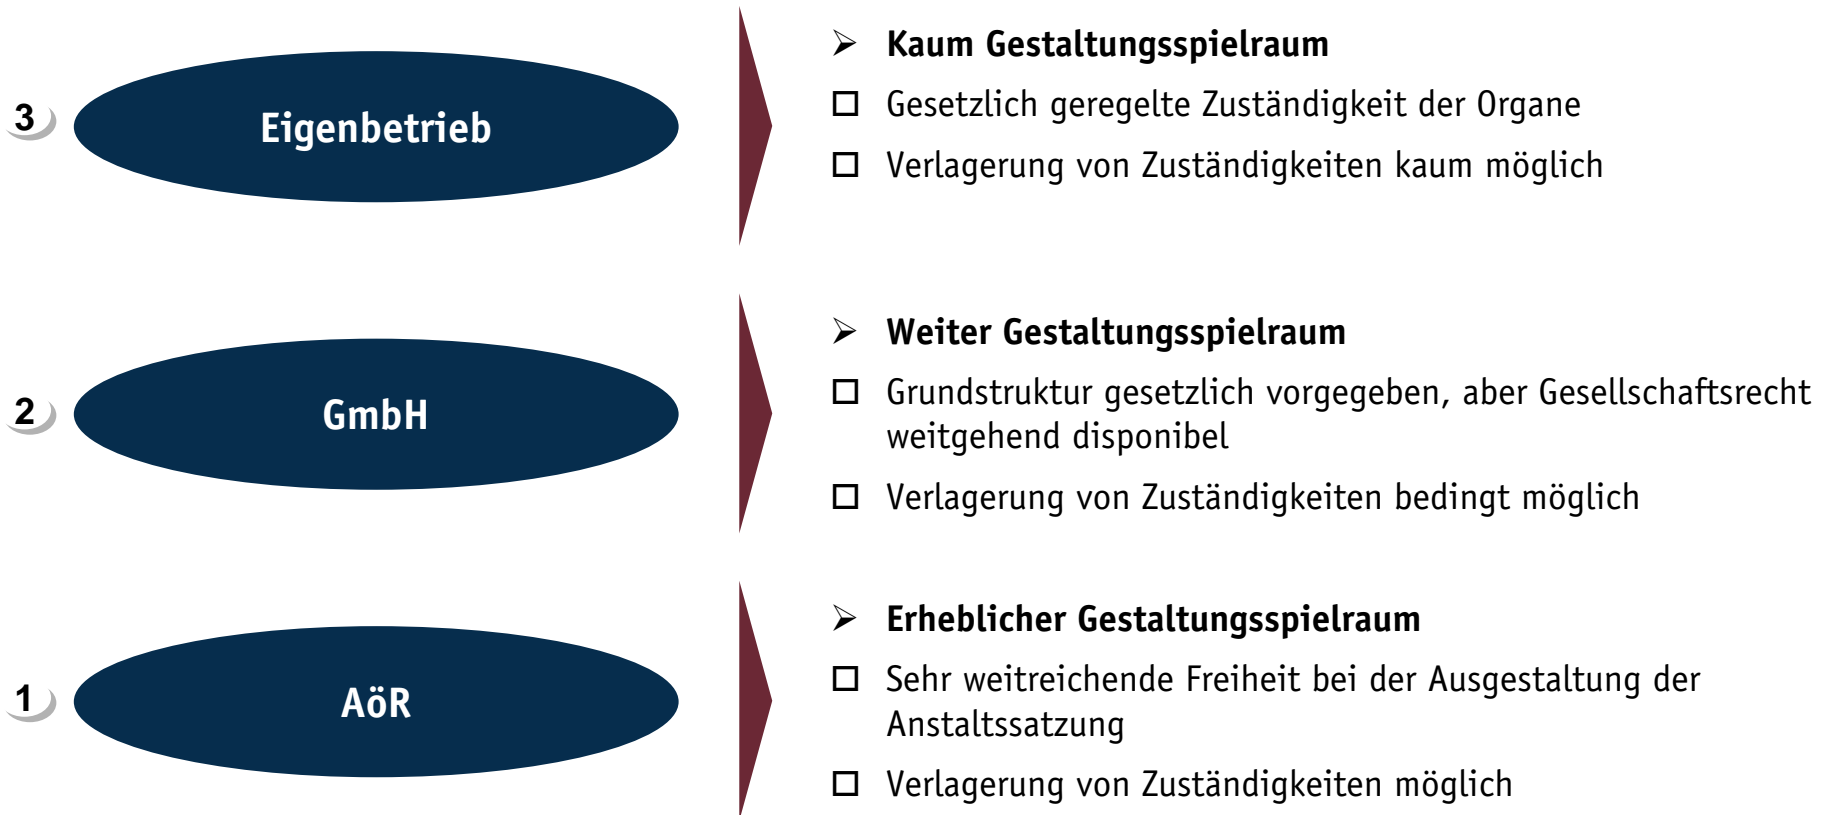 3
Eigenbetrieb
➢ Kaum Gestaltungsspielraum
☐ Gesetzlich geregelte Zuständigkeit der Organe
☐ Verlagerung von Zuständigkeiten kaum möglich
2
GmbH
➢ Weiter Gestaltungsspielraum
☐ Grundstruktur gesetzlich vorgegeben, aber Gesellschaftsrecht
weitgehend disponibel
☐ Verlagerung von Zuständigkeiten bedingt möglich
1
AöR
➢ Erheblicher Gestaltungsspielraum
☐ Sehr weitreichende Freiheit bei der Ausgestaltung der
Anstaltssatzung
☐ Verlagerung von Zuständigkeiten möglich